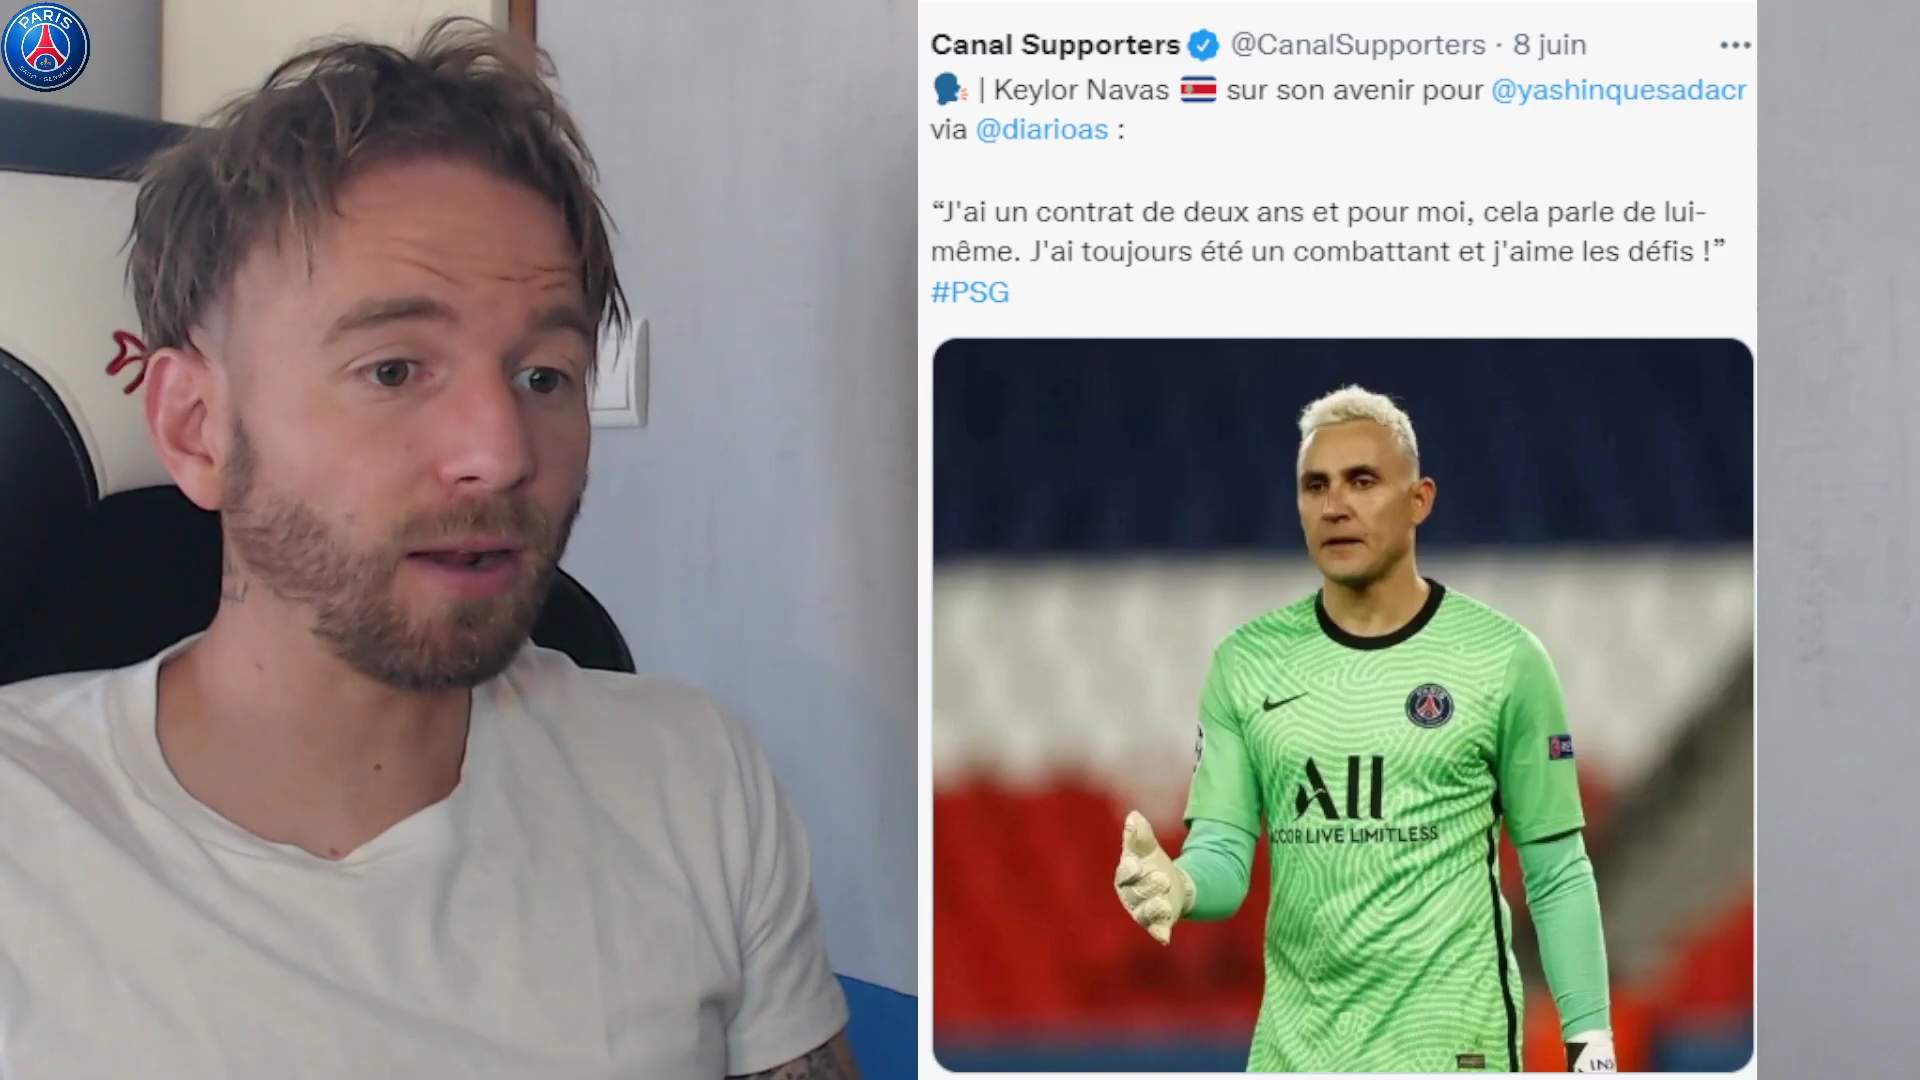 PARIS
SAINT-GERMAIN
Canal Supporters @CanalSupporters · 8 juin
| Keylor Navas sur son avenir pour @yashinquesadacr
via @diarioas :
“J'ai un contrat de deux ans et pour moi, cela parle de lui-
même. J'ai toujours été un combattant et j'aime les défis !”
#PSG
PARIS
ALL
ACCOR LIVE LIMITLESS